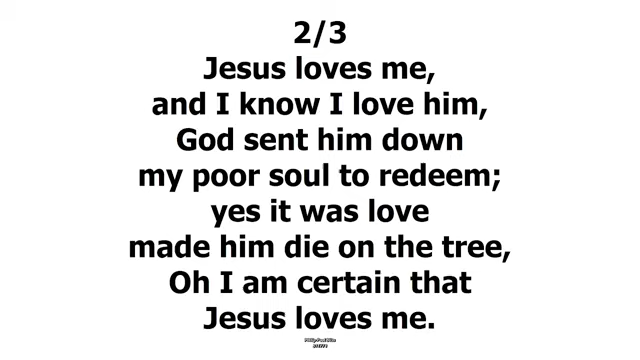 2/3
Jesus loves me,
and I know I love him,
God sent him down
my poor soul to redeem;
yes it was love
made him die on the tree,
Oh I am certain that
Jesus loves me.